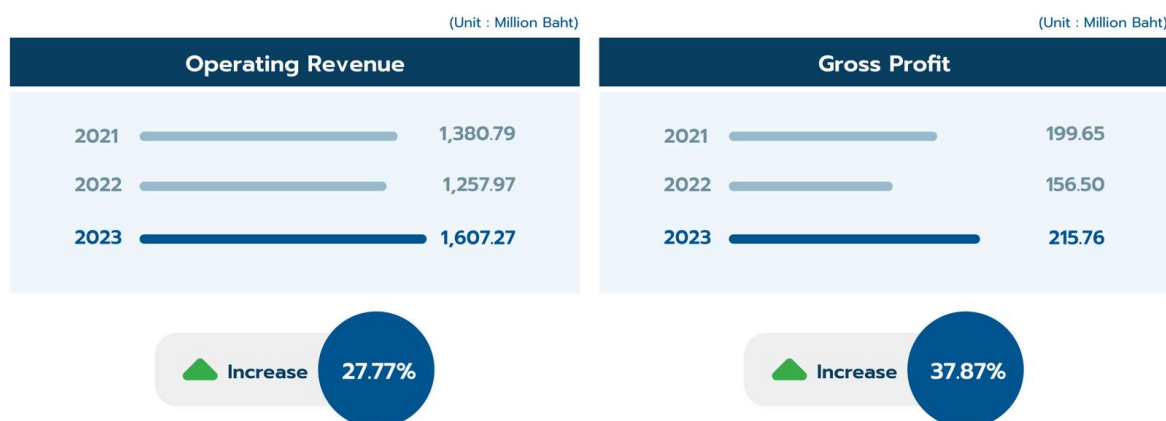 (Unit : Million Baht)
Operating Revenue
2021 1,380.79
2022 1,257.97
2023 1,607.27
Increase 27.77%
(Unit : Million Baht)
Gross Profit
2021 199.65
2022 156.50
2023 215.76
Increase 37.87%